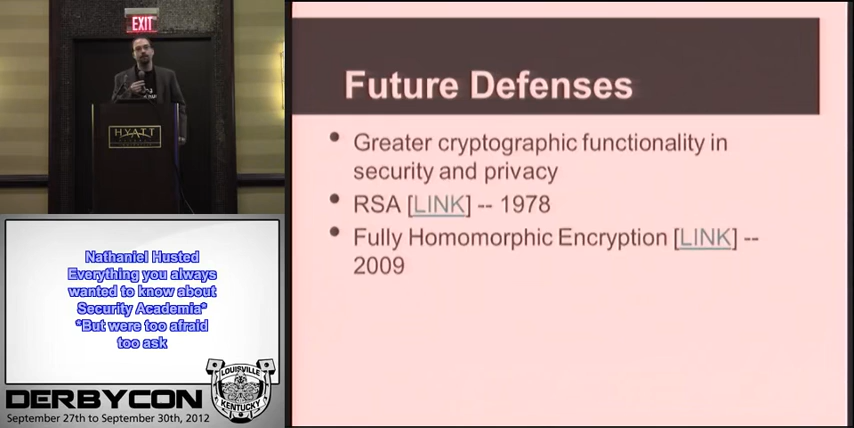 EXIT
HYATT
Nathaniel Husted
Everything you always
wanted to know about
Security Academia*
*But were too afraid
too ask
DERBYCON
LOUISVILLE
KENTUCKY
September 27th to September 30th, 2012
Future Defenses
• Greater cryptographic functionality in
security and privacy
• RSA [LINK] -- 1978
• Fully Homomorphic Encryption [LINK] --
2009